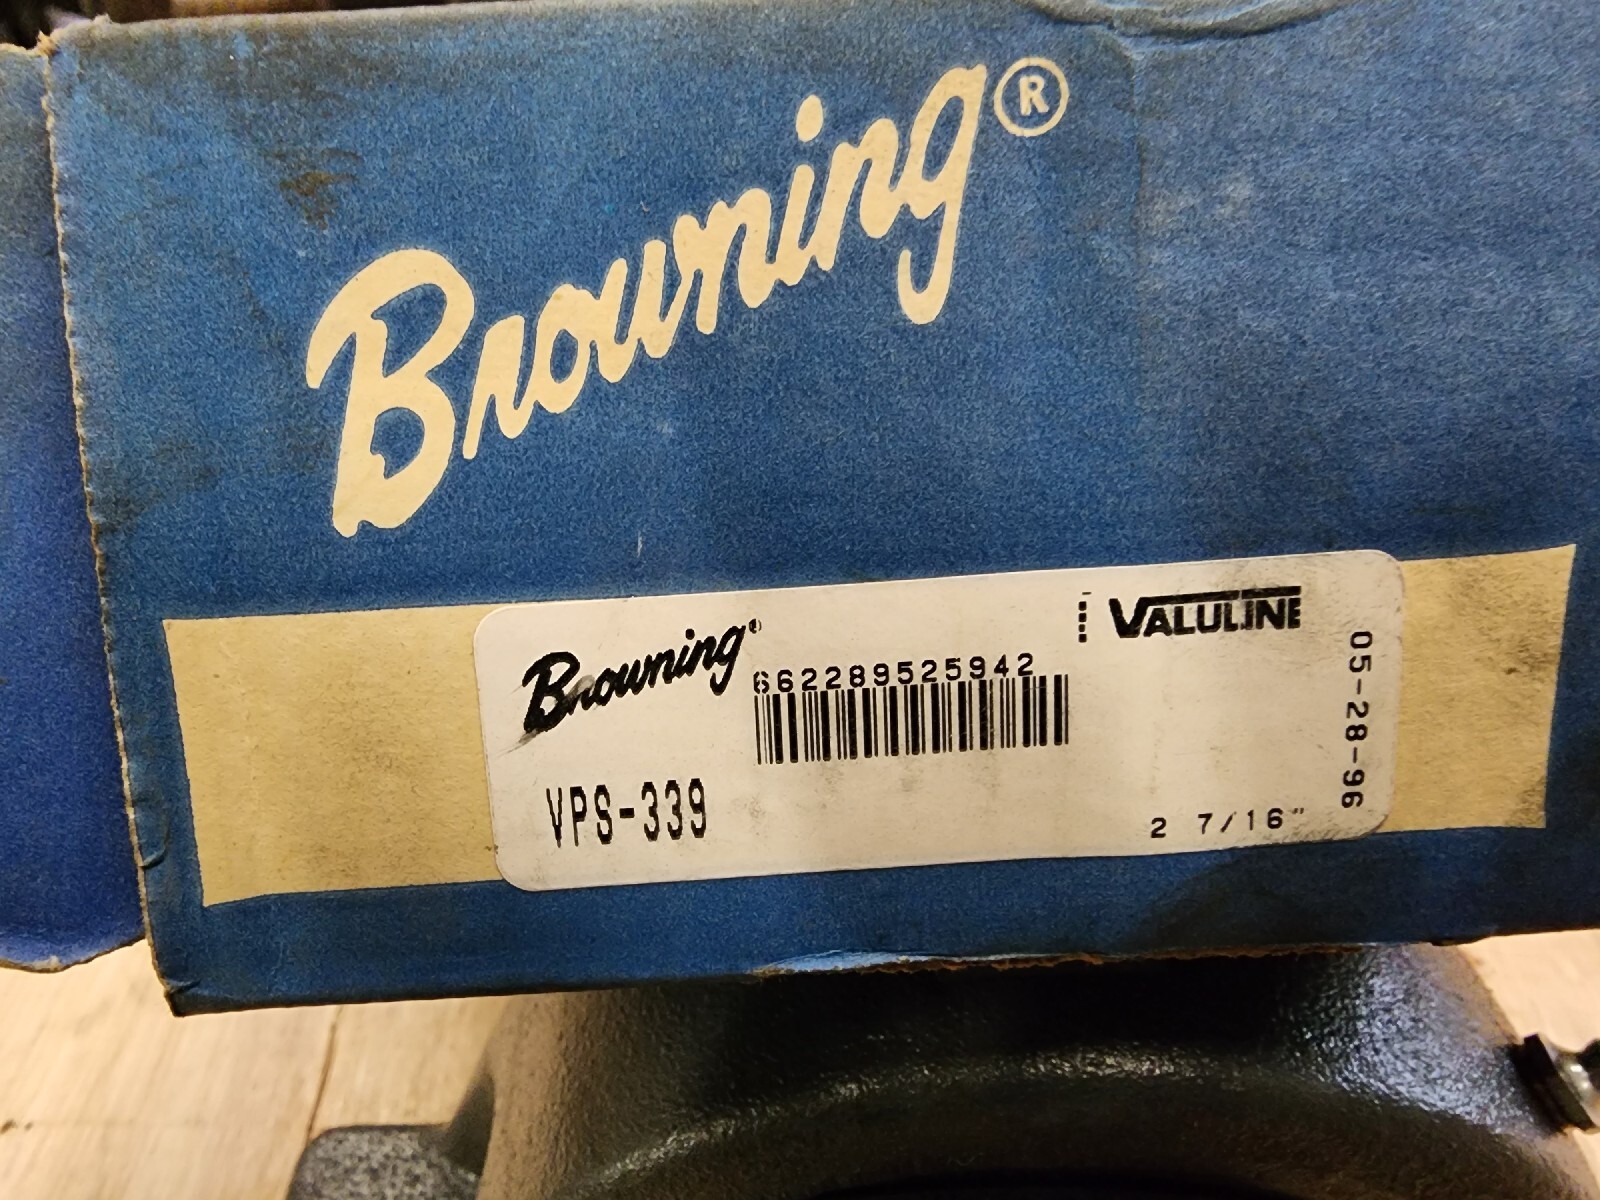 Browning®
Browning®
662289525942
VALULINE
VPS-339
2 7/16"
05-28-96